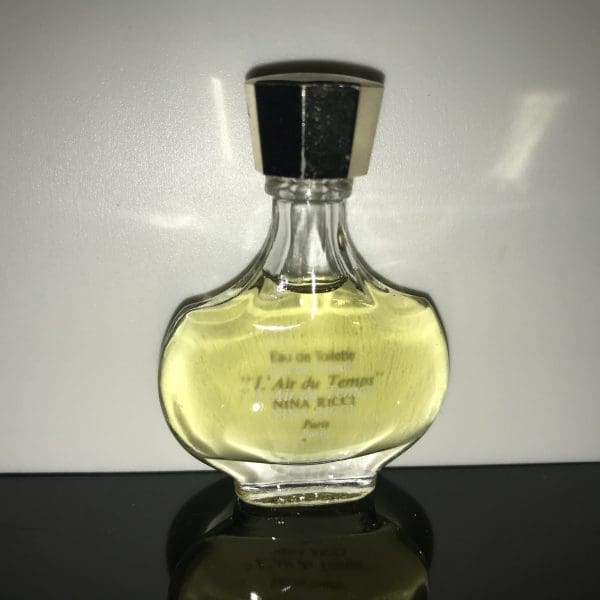 Eau de Toilette
"L'Air du Temps"
NINA RICCI
Paris